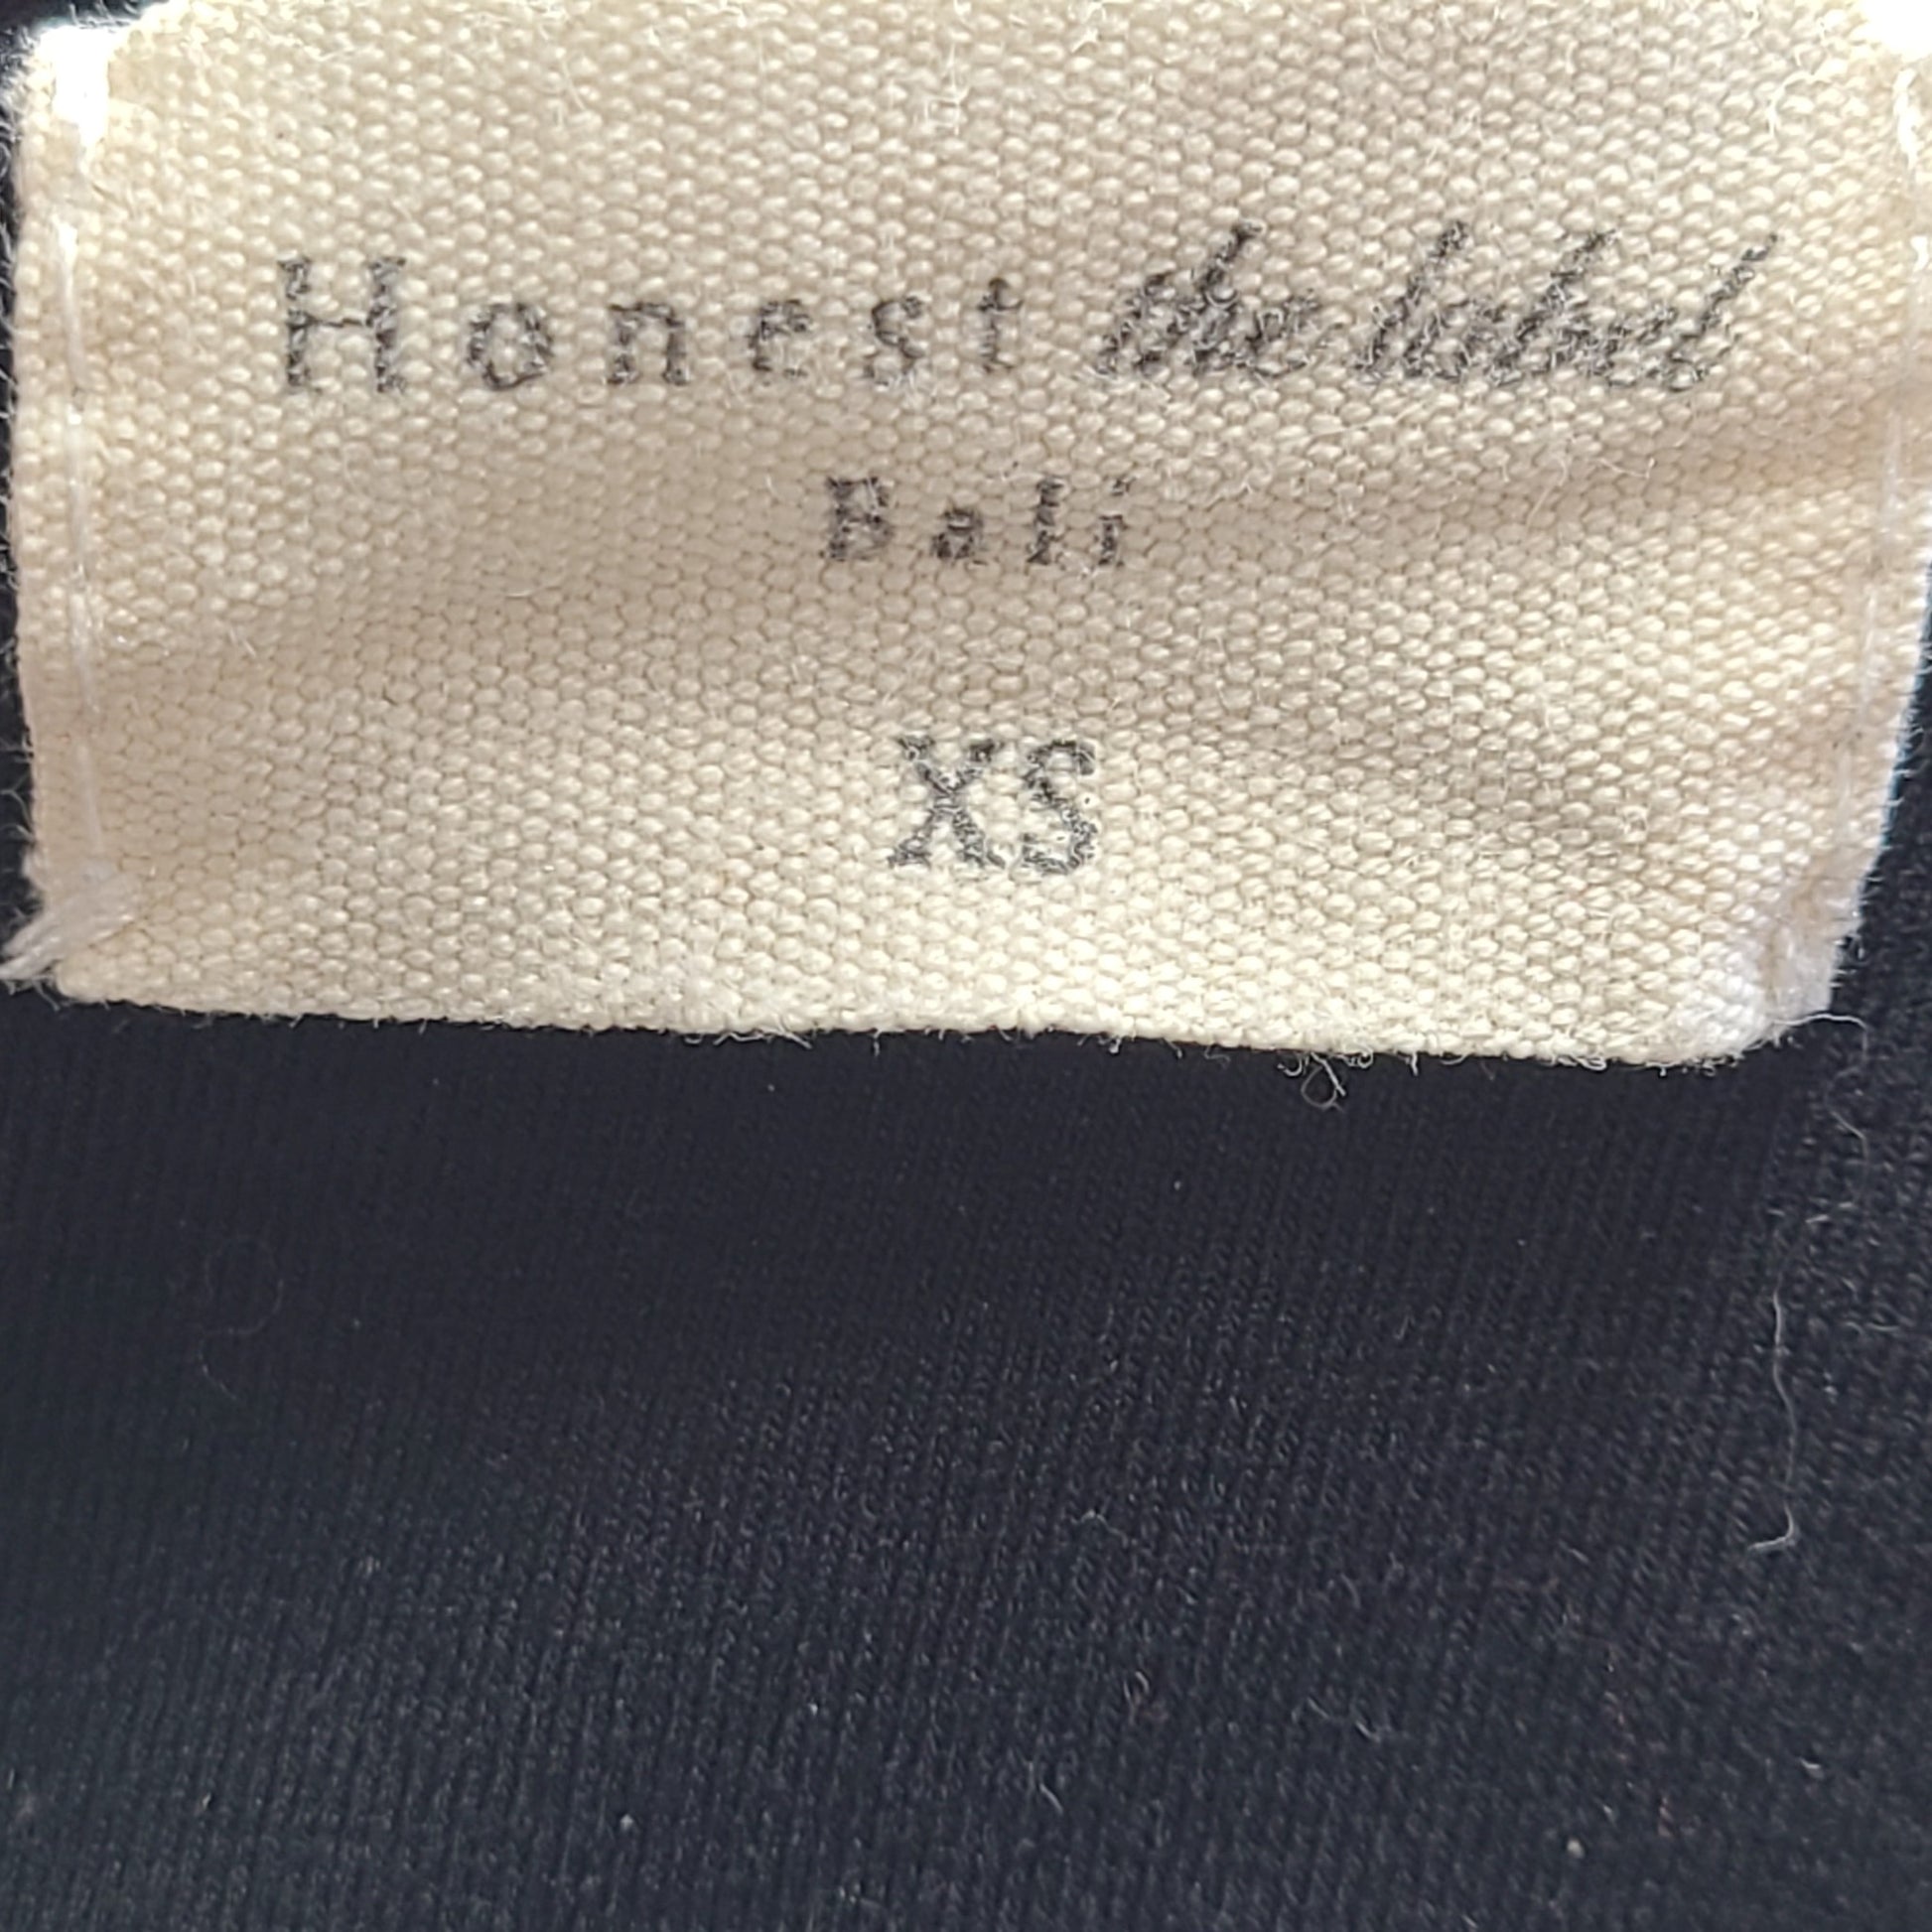 Honest the label
Bali
XS